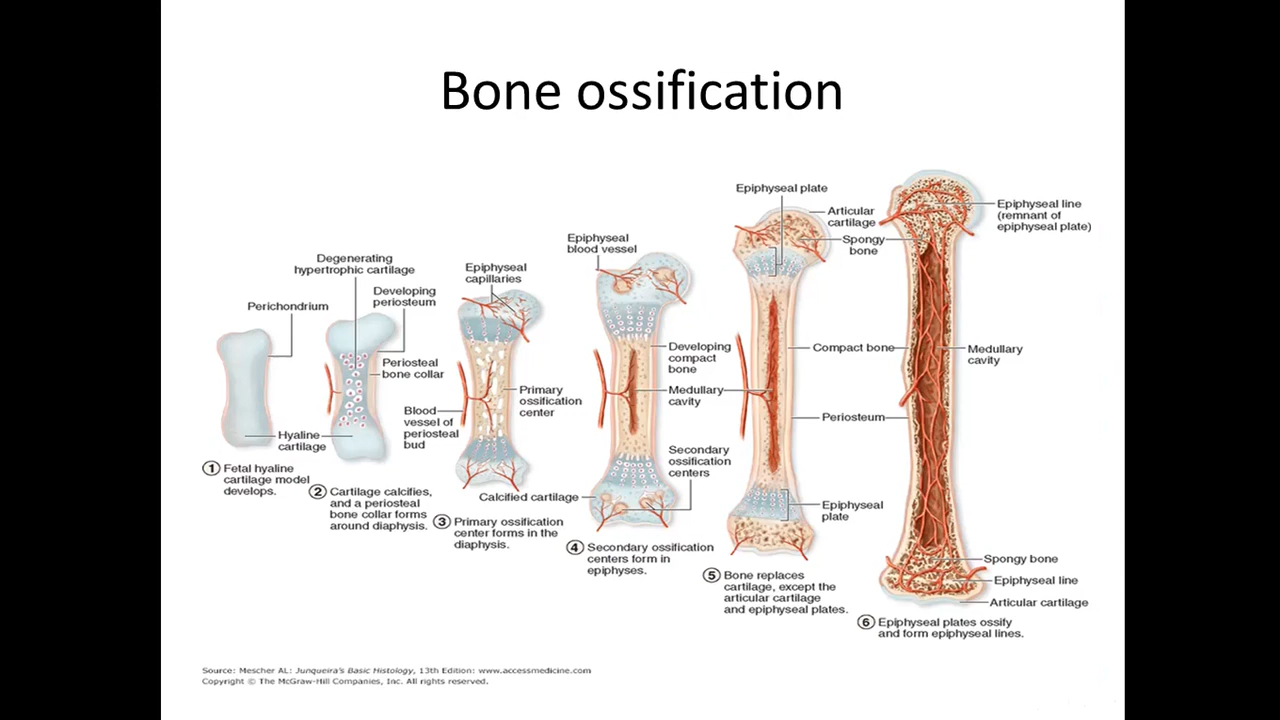 Bone ossification
Epiphyseal plate
Articular
cartilage
Spongy
bone
Epiphyseal line
(remnant of
epiphyseal plate)
Epiphyseal
blood vessel
Degenerating
hypertrophic cartilage
Epiphyseal
capillaries
Developing
periosteum
Perichondrium
Periosteal
bone collar
Developing
compact
bone
Compact bone
Medullary
cavity
Primary
ossification
center
Medullary
cavity
Blood
vessel of
periosteal
bud
Periosteum
Hyaline
cartilage
Secondary
ossification
centers
Calcified cartilage
Epiphyseal
plate
Spongy bone
Epiphyseal line
Articular cartilage
1 Fetal hyaline
cartilage model
develops.
2 Cartilage calcifies,
and a periosteal
bone collar forms
around diaphysis.
3 Primary ossification
center forms in the
diaphysis.
4 Secondary ossification
centers form in
epiphyses.
5 Bone replaces
cartilage, except the
articular cartilage
and epiphyseal plates.
6 Epiphyseal plates ossify
and form epiphyseal lines.
Source: Mescher AL: Junqueira's Basic Histology, 13th Edition: www.accessmedicine.com
Copyright © The McGraw-Hill Companies, Inc. All rights reserved.